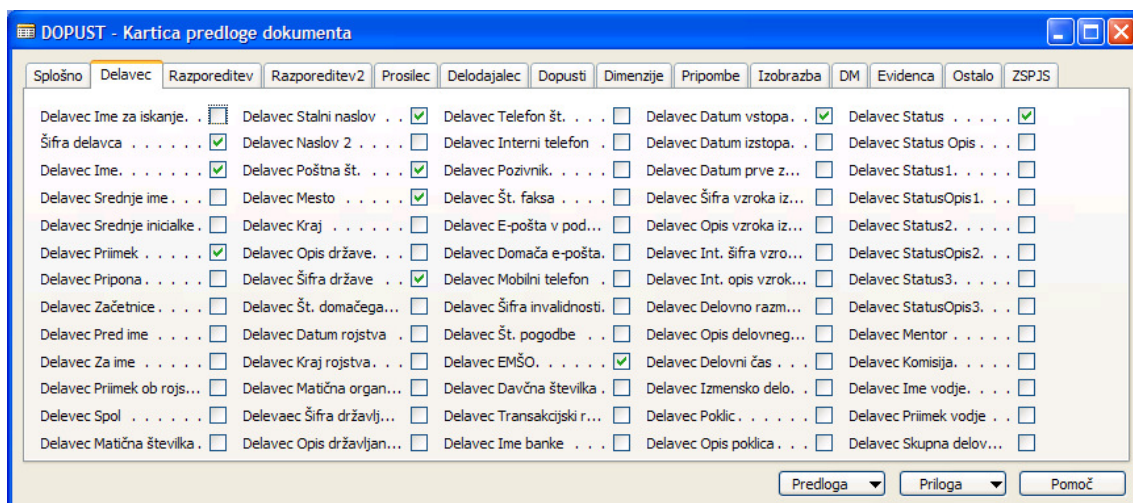 DOPUST - Kartica predloge dokumenta
Splošno Delavec Razporeditev Razporeditev2 Prosilec Delodajalec Dopusti Dimenzije Pripombe Izobrazba DM Evidenca Ostalo ZSPJS
Delavec Ime za iskanje. . Delavec Stalni naslov . . Delavec Telefon št. . . . Delavec Datum vstopa. . Delavec Status . . . . .
Šifra delavca . . . . . . Delavec Naslov 2 . . . . Delavec Interni telefon . Delavec Datum izstopa. . Delavec Status Opis . . .
Delavec Ime. . . . . . . Delavec Poštna št. . . . Delavec Pozivnik. . . . . Delavec Datum prve z... Delavec Status1. . . . .
Delavec Srednje ime . . . Delavec Mesto . . . . . Delavec Št. faksa . . . . Delavec Šifra vzroka iz... Delavec StatusOpis1. . .
Delavec Srednje inicialke . Delavec Kraj . . . . . . Delavec E-pošta v pod... Delavec Opis vzroka iz... Delavec Status2. . . . .
Delavec Priimek . . . . . Delavec Opis države. . . Delavec Domača e-pošta. Delavec Int. šifra vzro... Delavec StatusOpis2. . .
Delavec Pripona . . . . . Delavec Šifra države . . Delavec Mobilni telefon . Delavec Int. opis vzrok... Delavec Status3. . . . .
Delavec Začetnice . . . . Delavec Št. domačega... Delavec Šifra invalidnosti. Delavec Delovno razm... Delavec StatusOpis3. . .
Delavec Pred ime . . . . Delavec Datum rojstva . Delavec Št. pogodbe . . Delavec Opis delovneg... Delavec Mentor . . . . .
Delavec Za ime . . . . . Delavec Kraj rojstva. . . Delavec EMŠO. . . . . . Delavec Delovni čas . . . Delavec Komisija. . . . .
Delavec Priimek ob rojs... Delavec Matična organ... Delavec Davčna številka . Delavec Izmensko delo. . Delavec Ime vodje. . . .
Delevec Spol . . . . . . Delevaec Šifra državlj... Delavec Transakcijski r... Delavec Poklic . . . . . . Delavec Priimek vodje . .
Delavec Matična številka . Delavec Opis državljan... Delavec Ime banke . . . Delavec Opis poklica . . . Delavec Skupna delov...
Predloga Priloga Pomoč